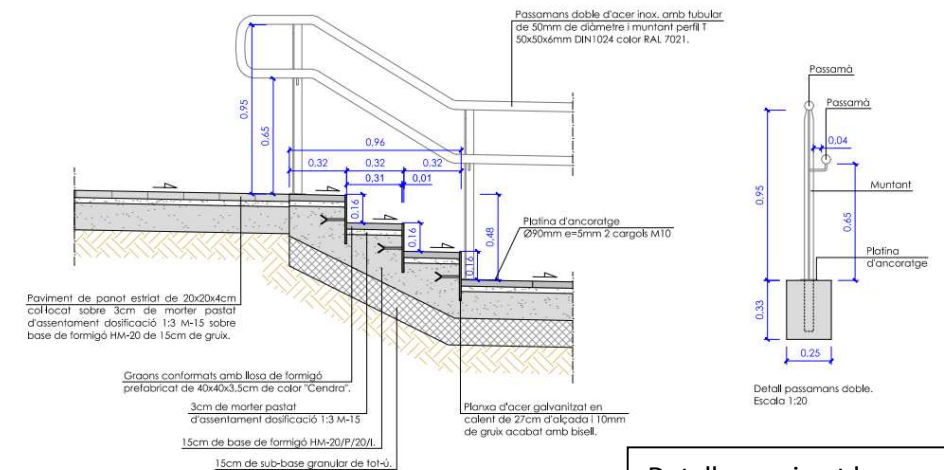 Passamans doble d'acer inox. amb tubular
de 50mm de diàmetre i muntant perfil T
50x50x6mm DIN1024 color RAL 7021.
0.95
0.65
0,96
0,32
0,32
0,32
0,31
0,01
0,16
0,16
0,16
0,48
Platina d'ancoratge
Ø90mm e=5mm 2 cargols M10
Paviment de panot estriat de 20x20x4cm
col·locat sobre 3cm de morter pastat
d'assentament dosificació 1:3 M-15 sobre
base de formigó HM-20 de 15cm de gruix.
Graons conformats amb llosa de formigó
prefabricat de 40x40x3,5cm de color "Cendra".
3cm de morter pastat
d'assentament dosificació 1:3 M-15
15cm de base de formigó HM-20/P/20/I.
15cm de sub-base granular de tot-ú.
Planxa d'acer galvanitzat en
calent de 27cm d'alçada i 10mm
de gruix acabat amb bisell.
Passamà
Passamà
0,04
0,95
Muntant
0,65
Platina
d'ancoratge
0,33
0,25
Detall passamans doble.
Escala 1:20